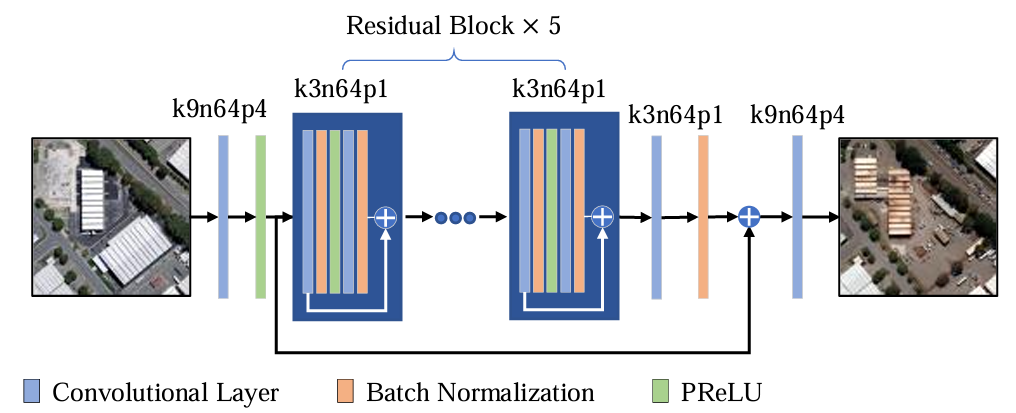 Residual Block × 5
k9n64p4
k3n64p1
k3n64p1
k3n64p1
k9n64p4
Convolutional Layer
Batch Normalization
PReLU